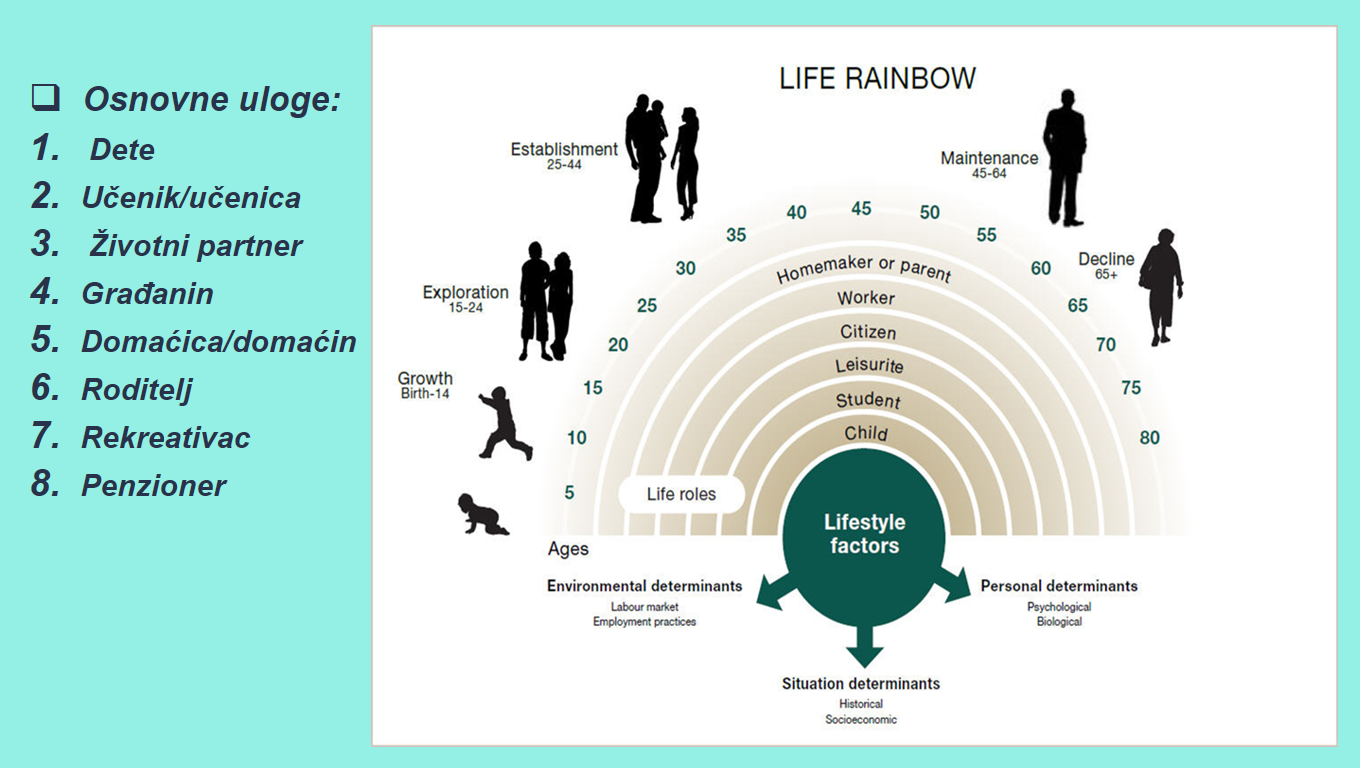 ❑ Osnovne uloge:
1. Dete
2. Učenik/učenica
3. Životni partner
4. Građanin
5. Domaćica/domaćin
6. Roditelj
7. Rekreativac
8. Penzioner
LIFE RAINBOW
Establishment
25-44
Maintenance
45-64
Exploration
15-24
Decline
65+
Growth
Birth-14
5
10
15
20
25
30
35
40
45
50
55
60
65
70
75
80
Homemaker or parent
Worker
Citizen
Leisurite
Student
Child
Life roles
Lifestyle
factors
Ages
Environmental determinants
Labour market
Employment practices
Personal determinants
Psychological
Biological
Situation determinants
Historical
Socioeconomic